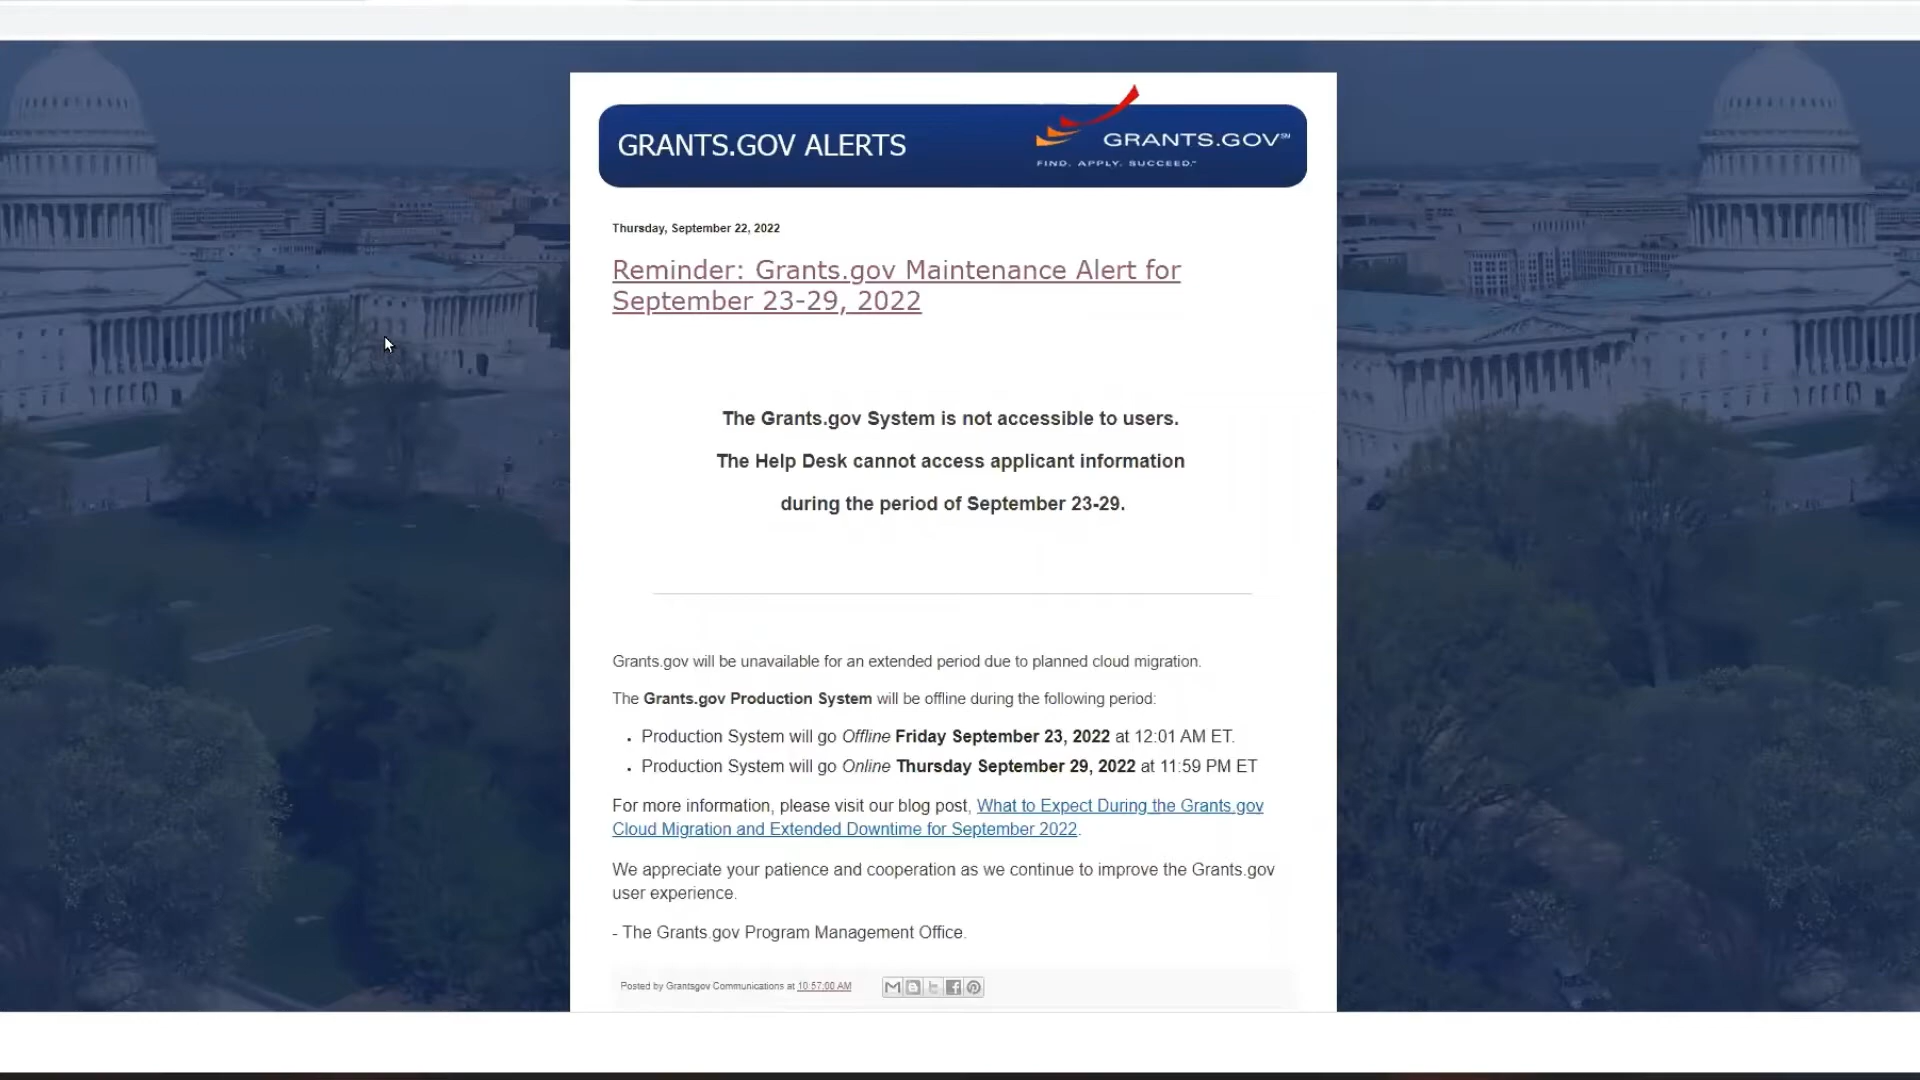 GRANTS.GOV ALERTS
GRANTS.GOV℠
FIND. APPLY. SUCCEED.™
Thursday, September 22, 2022
Reminder: Grants.gov Maintenance Alert for
September 23-29, 2022
The Grants.gov System is not accessible to users.
The Help Desk cannot access applicant information
during the period of September 23-29.
Grants.gov will be unavailable for an extended period due to planned cloud migration.
The Grants.gov Production System will be offline during the following period:
• Production System will go Offline Friday September 23, 2022 at 12:01 AM ET.
• Production System will go Online Thursday September 29, 2022 at 11:59 PM ET
For more information, please visit our blog post, What to Expect During the Grants.gov
Cloud Migration and Extended Downtime for September 2022.
We appreciate your patience and cooperation as we continue to improve the Grants.gov
user experience.
- The Grants.gov Program Management Office.
Posted by Grantsgov Communications at 10:57:00 AM